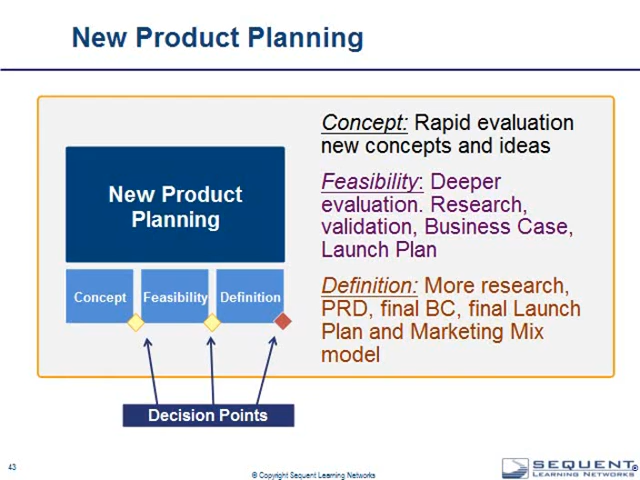 New Product Planning
New Product
Planning
Concept
Feasibility
Definition
Decision Points
Concept: Rapid evaluation
new concepts and ideas
Feasibility: Deeper
evaluation. Research,
validation, Business Case,
Launch Plan
Definition: More research,
PRD, final BC, final Launch
Plan and Marketing Mix
model
43
© Copyright Sequent Learning Networks
SEQUENT®
LEARNING NETWORKS